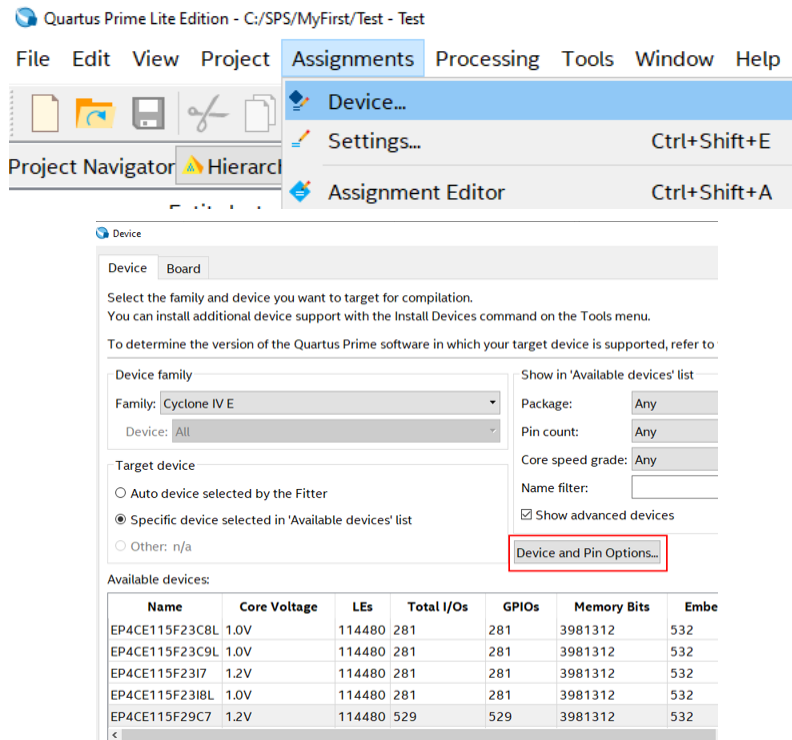 Quartus Prime Lite Edition - C:/SPS/MyFirst/Test - Test
File Edit View Project Assignments Processing Tools Window Help
Device...
Settings... Ctrl+Shift+E
Project Navigator Hierarch
Assignment Editor Ctrl+Shift+A
Device
Device Board
Select the family and device you want to target for compilation.
You can install additional device support with the Install Devices command on the Tools menu.
To determine the version of the Quartus Prime software in which your target device is supported, refer to
Device family
Family: Cyclone IV E
Device: All
Show in 'Available devices' list
Package: Any
Pin count: Any
Core speed grade: Any
Name filter:
Show advanced devices
Target device
Auto device selected by the Fitter
Specific device selected in 'Available devices' list
Other: n/a
Device and Pin Options...
Available devices:
Name Core Voltage LEs Total I/Os GPIOs Memory Bits Embe
EP4CE115F23C8L 1.0V 114480 281 281 3981312 532
EP4CE115F23C9L 1.0V 114480 281 281 3981312 532
EP4CE115F23I7 1.2V 114480 281 281 3981312 532
EP4CE115F23I8L 1.0V 114480 281 281 3981312 532
EP4CE115F29C7 1.2V 114480 529 529 3981312 532